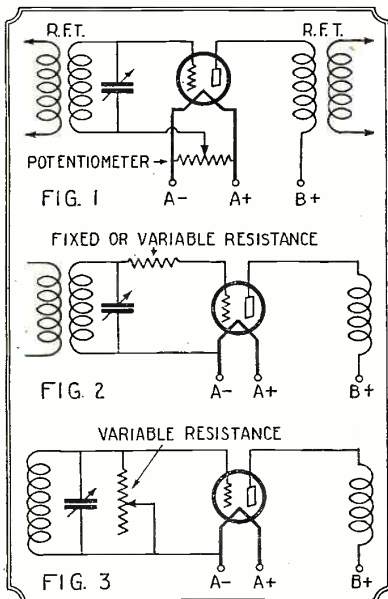 R.F.T. R.F.T.
POTENTIOMETER
A- A+ B+
FIG. 1
FIXED OR VARIABLE RESISTANCE
A- A+ B+
FIG. 2
VARIABLE RESISTANCE
A- A+ B+
FIG. 3